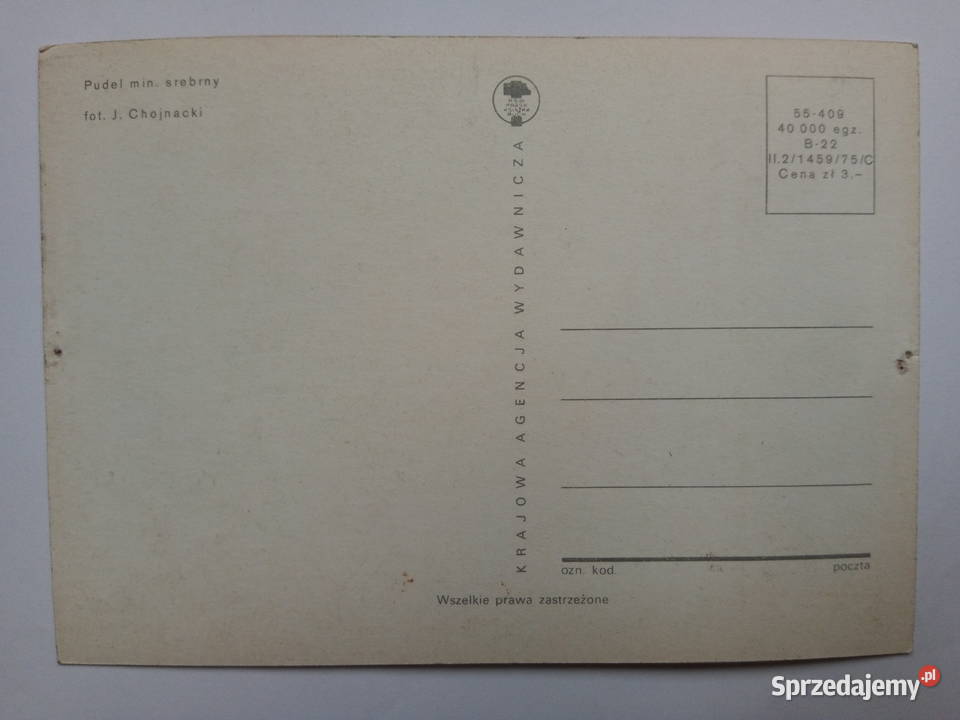 Pudel min. srebrny
fot. J. Chojnacki
KRAJOWA AGENCJA WYDAWNICZA
55-409
40 000 egz.
B-22
II.2/1459/75/C
Cena zł 3.–
ozn. kod.
poczta
Wszelkie prawa zastrzeżone
Sprzedajemy.pl